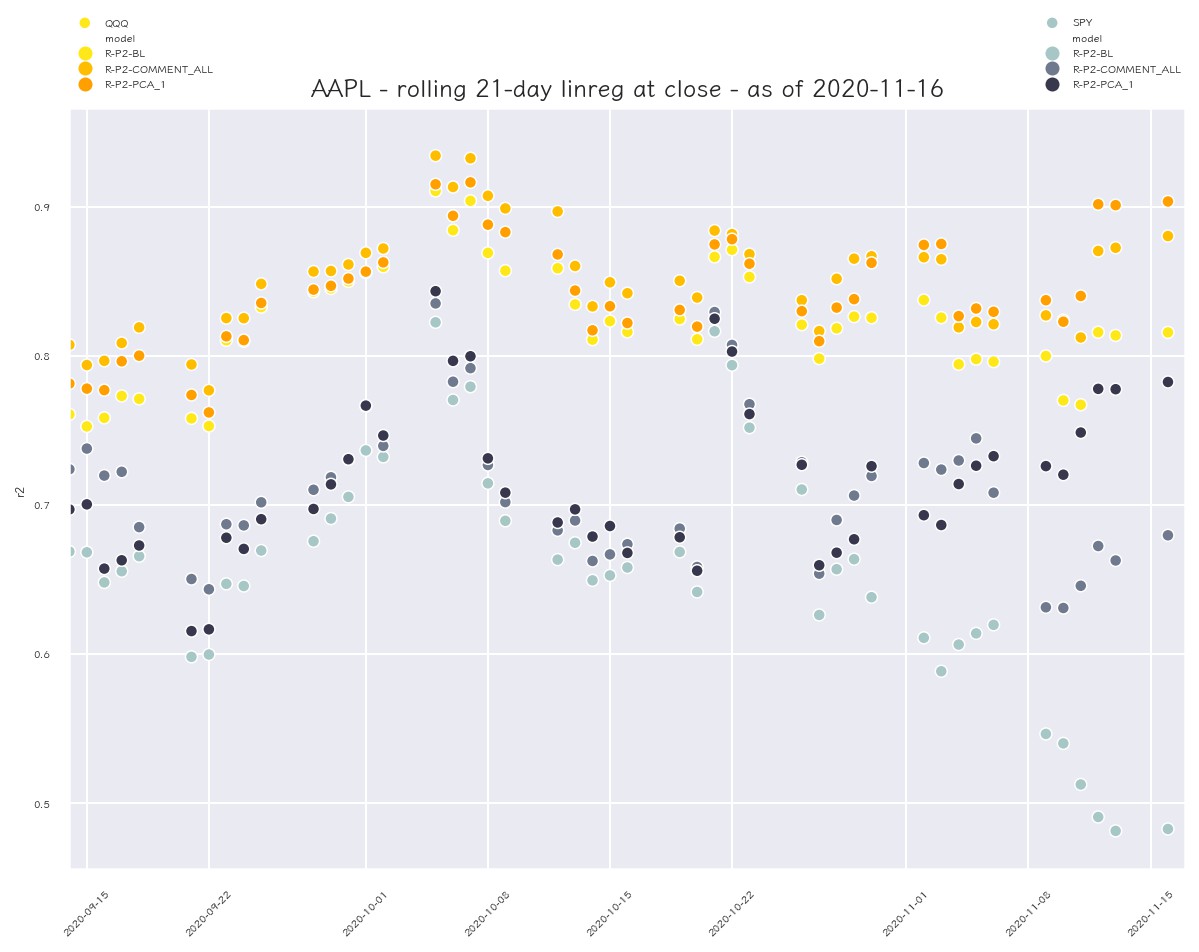 QQQ
model
R-P2-BL
R-P2-COMMENT_ALL
R-P2-PCA_1
SPY
model
R-P2-BL
R-P2-COMMENT_ALL
R-P2-PCA_1
AAPL - rolling 21-day linreg at close - as of 2020-11-16
r2
0.9
0.8
0.7
0.6
0.5
2020-09-15
2020-09-22
2020-10-01
2020-10-08
2020-10-15
2020-10-22
2020-11-01
2020-11-08
2020-11-15